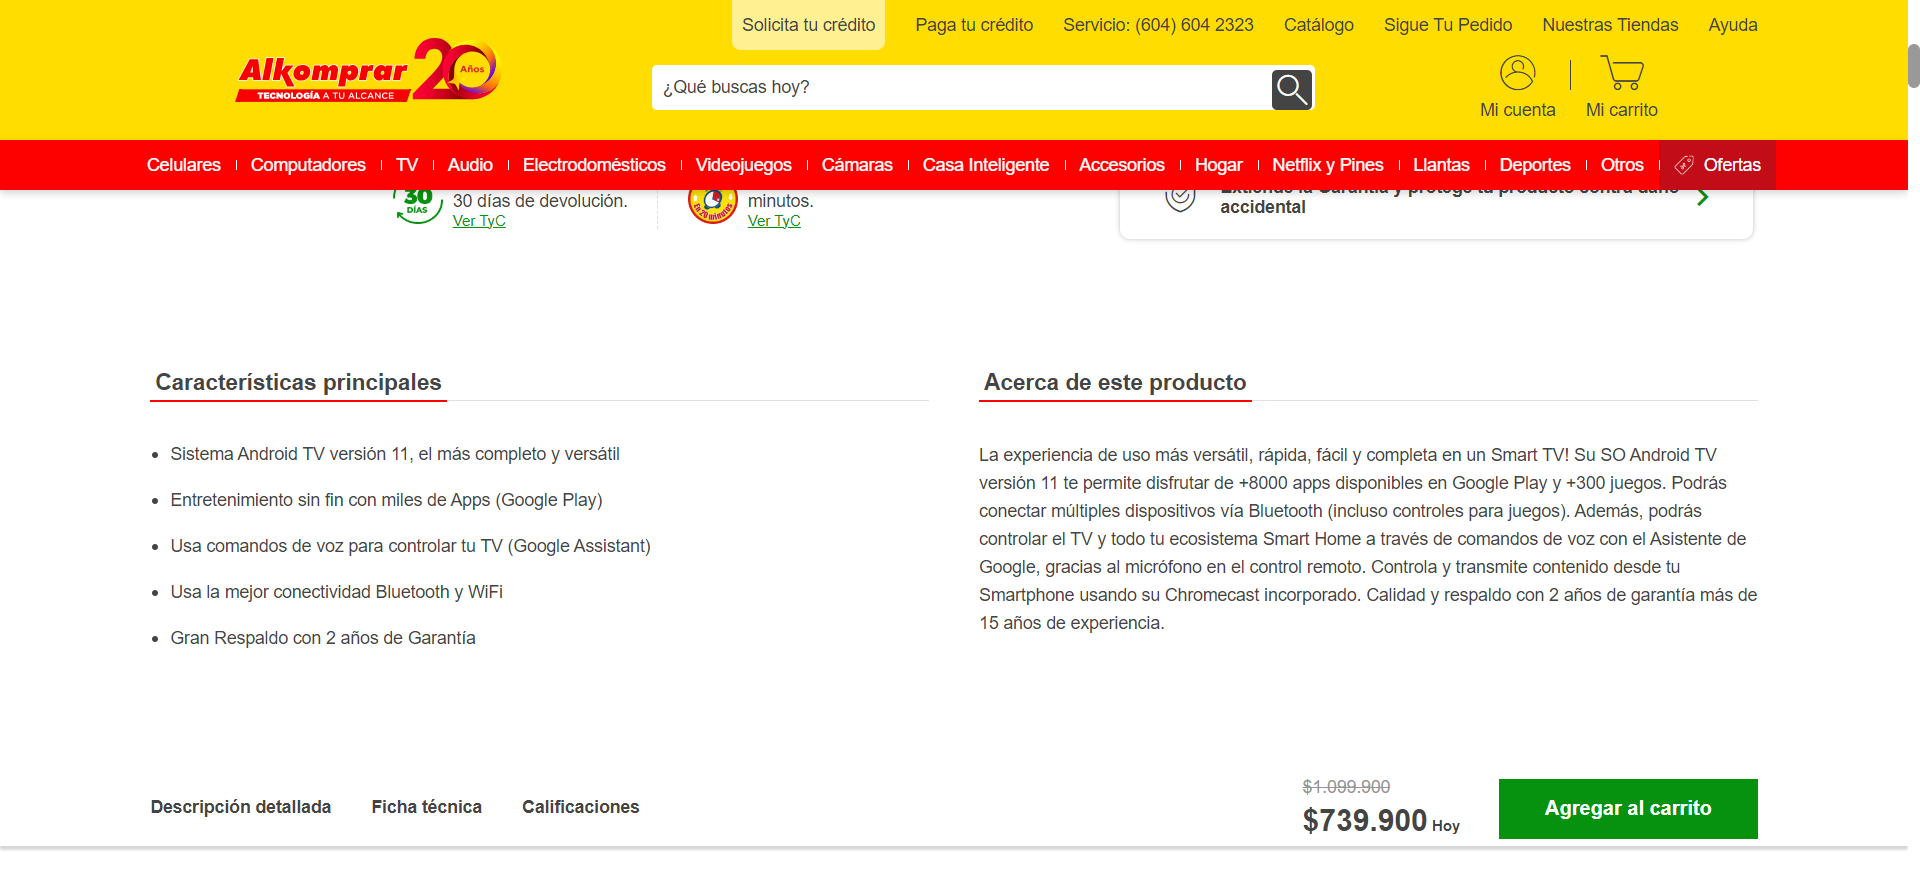 Solicita tu crédito
Paga tu crédito
Servicio: (604) 604 2323
Catálogo
Sigue Tu Pedido
Nuestras Tiendas
Ayuda
Alkomprar 20 Años
TECNOLOGÍA A TU ALCANCE
¿Qué buscas hoy?
Mi cuenta
Mi carrito
Celulares
Computadores
TV
Audio
Electrodomésticos
Videojuegos
Cámaras
Casa Inteligente
Accesorios
Hogar
Netflix y Pines
Llantas
Deportes
Otros
Ofertas
30
DÍAS
30 días de devolución.
Ver TyC
En 20 minutos
minutos.
Ver TyC
Extiende la Garantía y protege tu producto contra daño
accidental
Características principales
Sistema Android TV versión 11, el más completo y versátil
Entretenimiento sin fin con miles de Apps (Google Play)
Usa comandos de voz para controlar tu TV (Google Assistant)
Usa la mejor conectividad Bluetooth y WiFi
Gran Respaldo con 2 años de Garantía
Acerca de este producto
La experiencia de uso más versátil, rápida, fácil y completa en un Smart TV! Su SO Android TV
versión 11 te permite disfrutar de +8000 apps disponibles en Google Play y +300 juegos. Podrás
conectar múltiples dispositivos vía Bluetooth (incluso controles para juegos). Además, podrás
controlar el TV y todo tu ecosistema Smart Home a través de comandos de voz con el Asistente de
Google, gracias al micrófono en el control remoto. Controla y transmite contenido desde tu
Smartphone usando su Chromecast incorporado. Calidad y respaldo con 2 años de garantía más de
15 años de experiencia.
Descripción detallada
Ficha técnica
Calificaciones
$1.099.900
$739.900 Hoy
Agregar al carrito